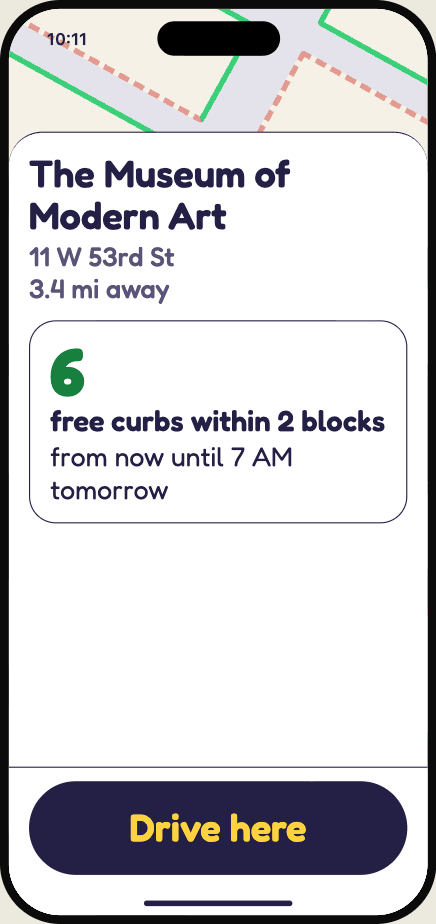 10:11
The Museum of
Modern Art
11 W 53rd St
3.4 mi away
6
free curbs within 2 blocks
from now until 7 AM
tomorrow
Drive here